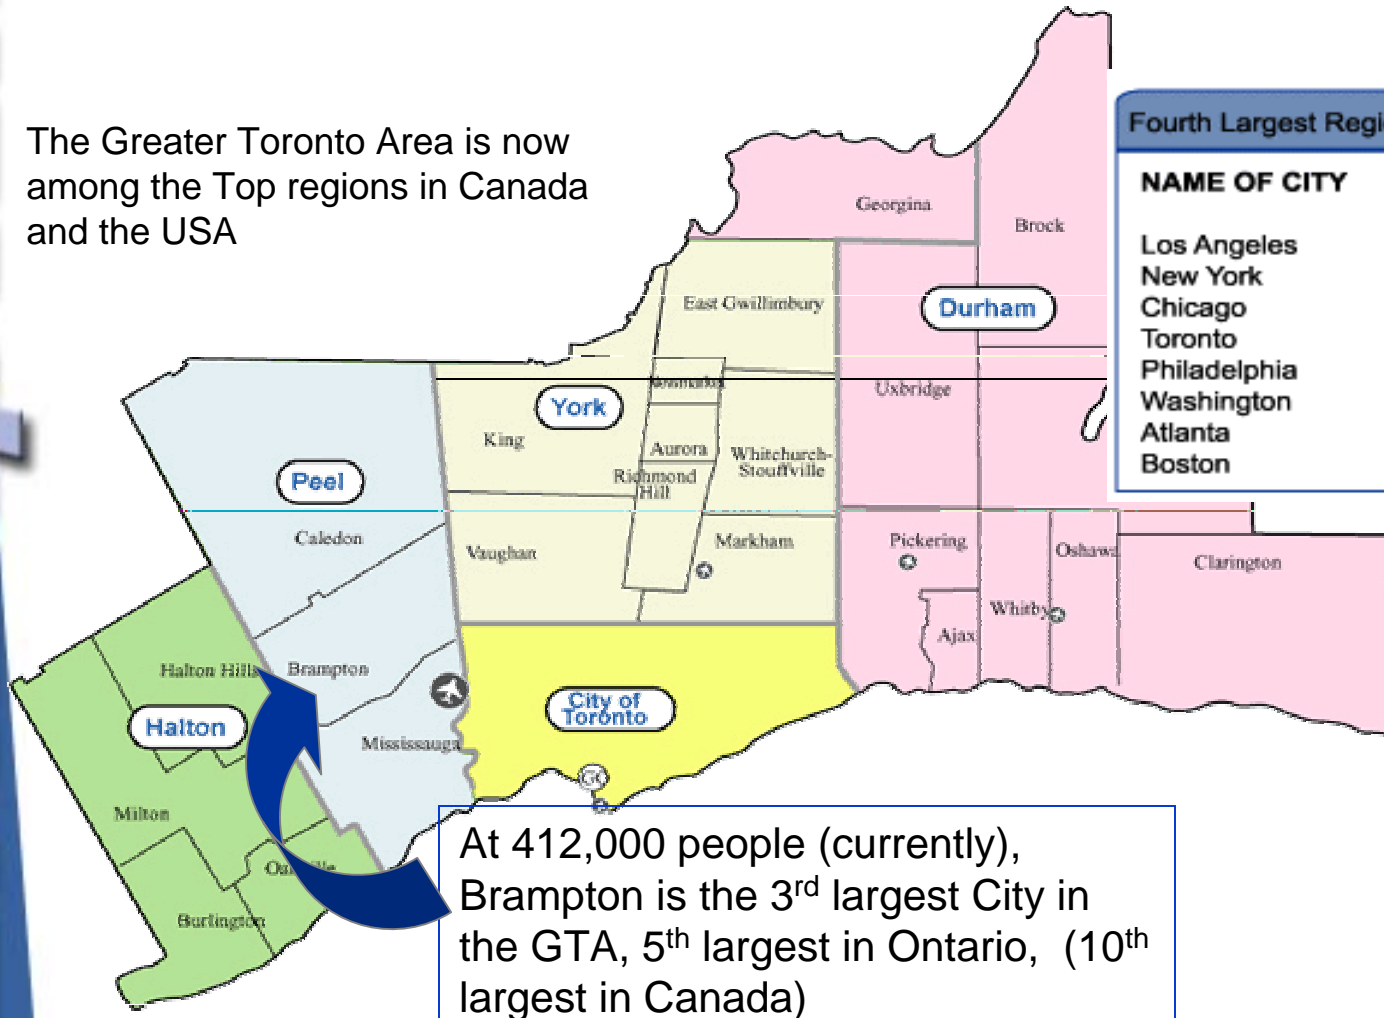 The Greater Toronto Area is now
among the Top regions in Canada
and the USA
Fourth Largest Regi
NAME OF CITY
Los Angeles
New York
Chicago
Toronto
Philadelphia
Washington
Atlanta
Boston
Georgina
Brock
East Gwillimbury
Durham
Newmarket
Uxbridge
York
King
Aurora
Whitchurch-
Stouffville
Richmond
Hill
Peel
Caledon
Vaughan
Markham
Pickering
Oshawa
Clarington
Whitby
Ajax
Halton Hills
Brampton
City of
Toronto
Halton
Mississauga
GC
Milton
Burlington
At 412,000 people (currently),
Brampton is the 3rd largest City in
the GTA, 5th largest in Ontario, (10th
largest in Canada)